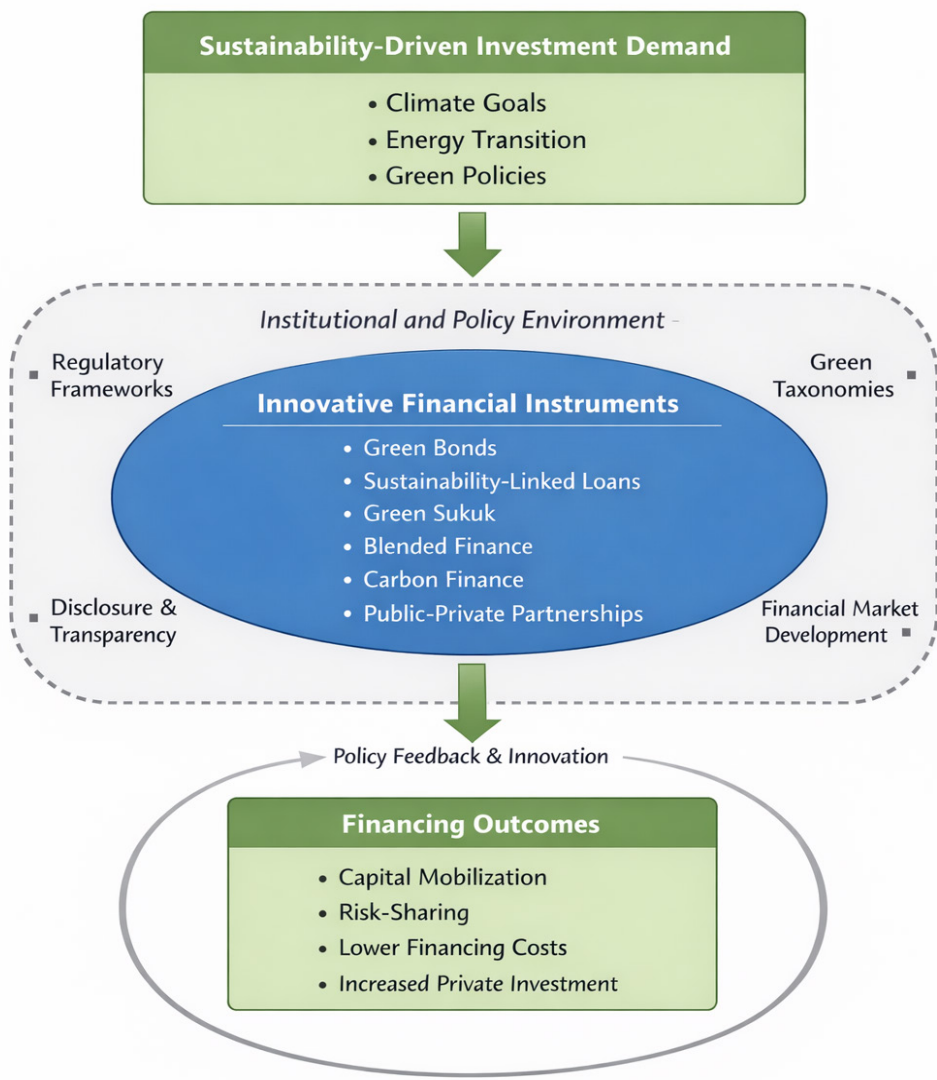 Sustainability-Driven Investment Demand
• Climate Goals
• Energy Transition
• Green Policies
Institutional and Policy Environment -
Regulatory
Frameworks
Green
Taxonomies
Innovative Financial Instruments
• Green Bonds
• Sustainability-Linked Loans
• Green Sukuk
• Blended Finance
• Carbon Finance
• Public-Private Partnerships
Disclosure &
Transparency
Financial Market
Development
Policy Feedback & Innovation
Financing Outcomes
• Capital Mobilization
• Risk-Sharing
• Lower Financing Costs
• Increased Private Investment